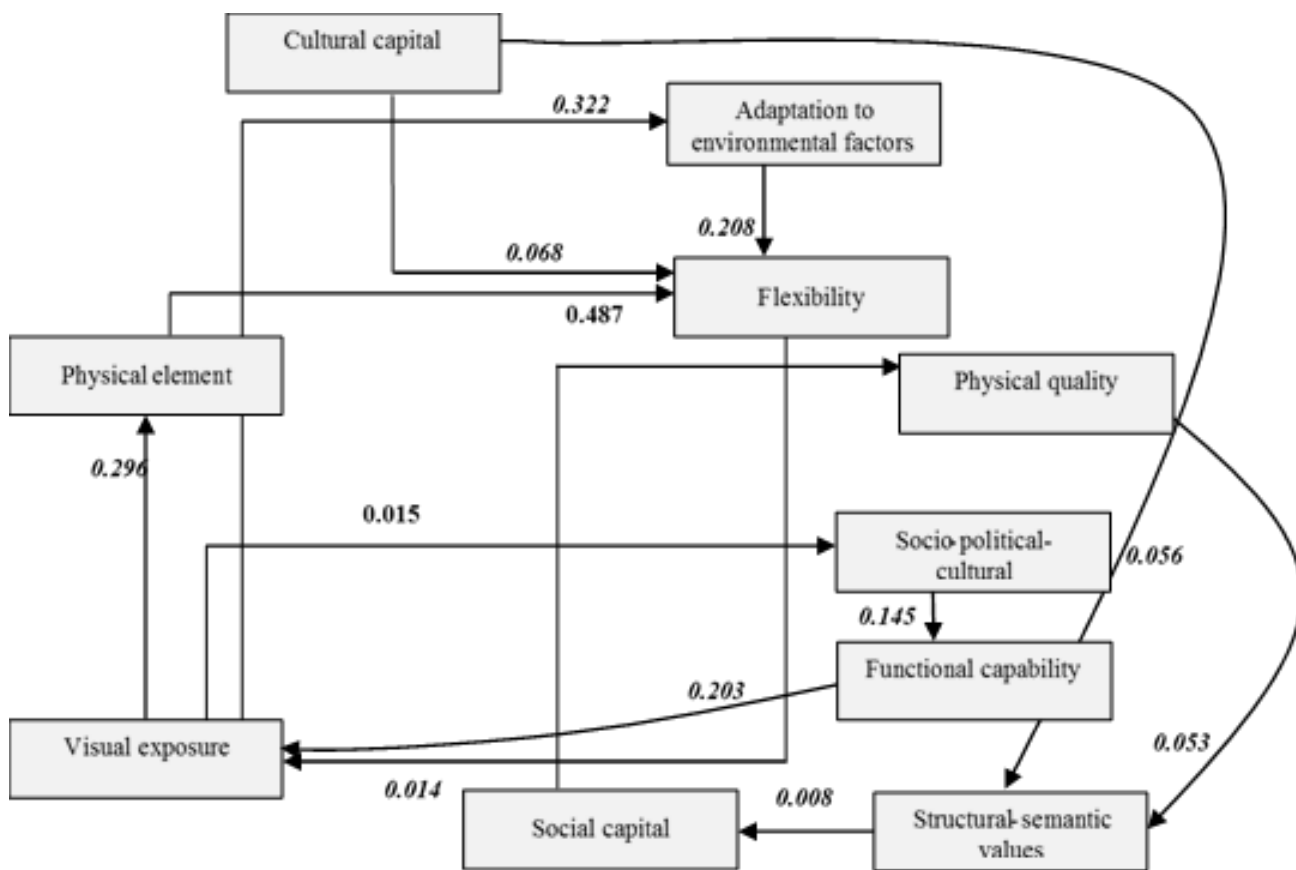 Cultural capital
0.322
Adaptation to
environmental factors
0.208
0.068
Flexibility
0.487
Physical element
Physical quality
0.296
0.015
Socio-political-
cultural
0.056
0.145
Functional capability
0.203
Visual exposure
0.053
0.014
0.008
Social capital
Structural-semantic
values